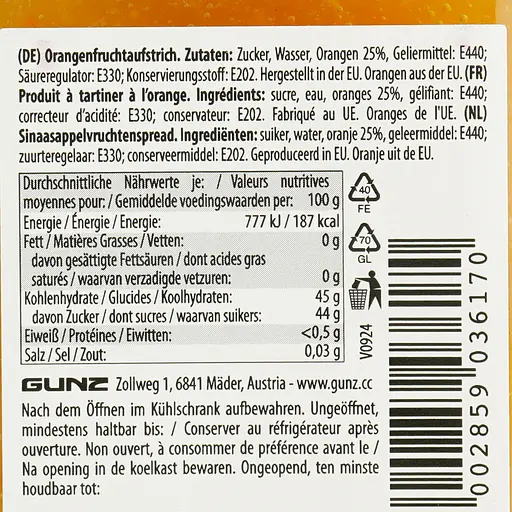 (DE) Orangenfruchtaufstrich. Zutaten: Zucker, Wasser, Orangen 25%, Geliermittel: E440;
Säureregulator: E330; Konservierungsstoff: E202. Hergestellt in der EU. Orangen aus der EU. (FR)
Produit à tartiner à l'orange. Ingrédients: sucre, eau, oranges 25%, gélifiant: E440;
correcteur d'acidité: E330; conservateur: E202. Fabriqué au UE. Oranges de l'UE. (NL)
Sinaasappelvruchtenspread. Ingrediënten: suiker, water, oranje 25%, geleermiddel: E440;
zuurteregelaar: E330; conserveermiddel: E202. Geproduceerd in EU. Oranje uit de EU.
Durchschnittliche Nährwerte je: / Valeurs nutritives
moyennes pour: / Gemiddelde voedingswaarden per: 100 g
Energie / Énergie / Energie: 777 kJ / 187 kcal
Fett / Matières Grasses / Vetten: 0 g
davon gesättigte Fettsäuren / dont acides gras
saturés / waarvan verzadigde vetzuren: 0 g
Kohlenhydrate / Glucides / Koolhydraten: 45 g
davon Zucker / dont sucres / waarvan suikers: 44 g
Eiweiß / Protéines / Eiwitten: <0,5 g
Salz / Sel / Zout: 0,03 g
40
FE
70
GL
V0924
GUNZ Zollweg 1, 6841 Mäder, Austria - www.gunz.cc
Nach dem Öffnen im Kühlschrank aufbewahren. Ungeöffnet,
mindestens haltbar bis: / Conserver au réfrigérateur après
ouverture. Non ouvert, à consommer de préférence avant le /
Na opening in de koelkast bewaren. Ongeopend, ten minste
houdbaar tot:
002859 036170